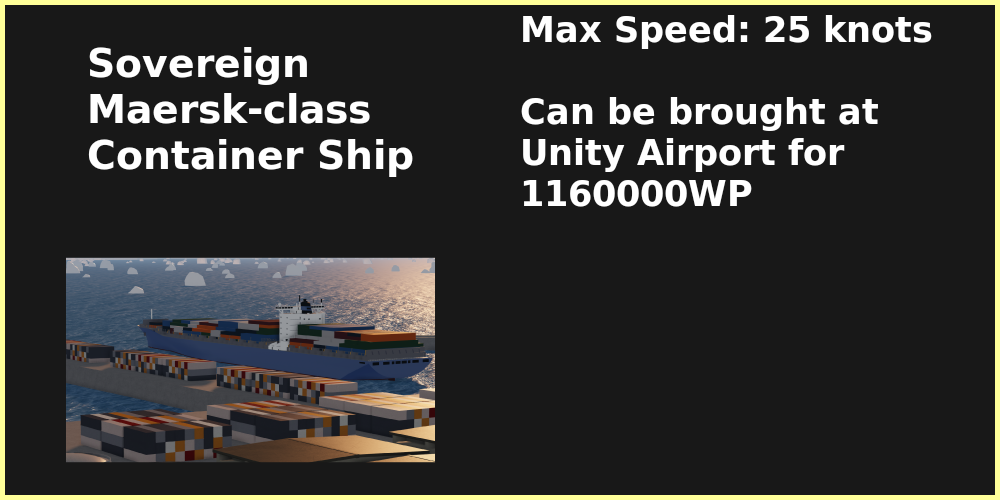 Sovereign
Maersk-class
Container Ship
Max Speed: 25 knots
Can be brought at
Unity Airport for
1160000WP